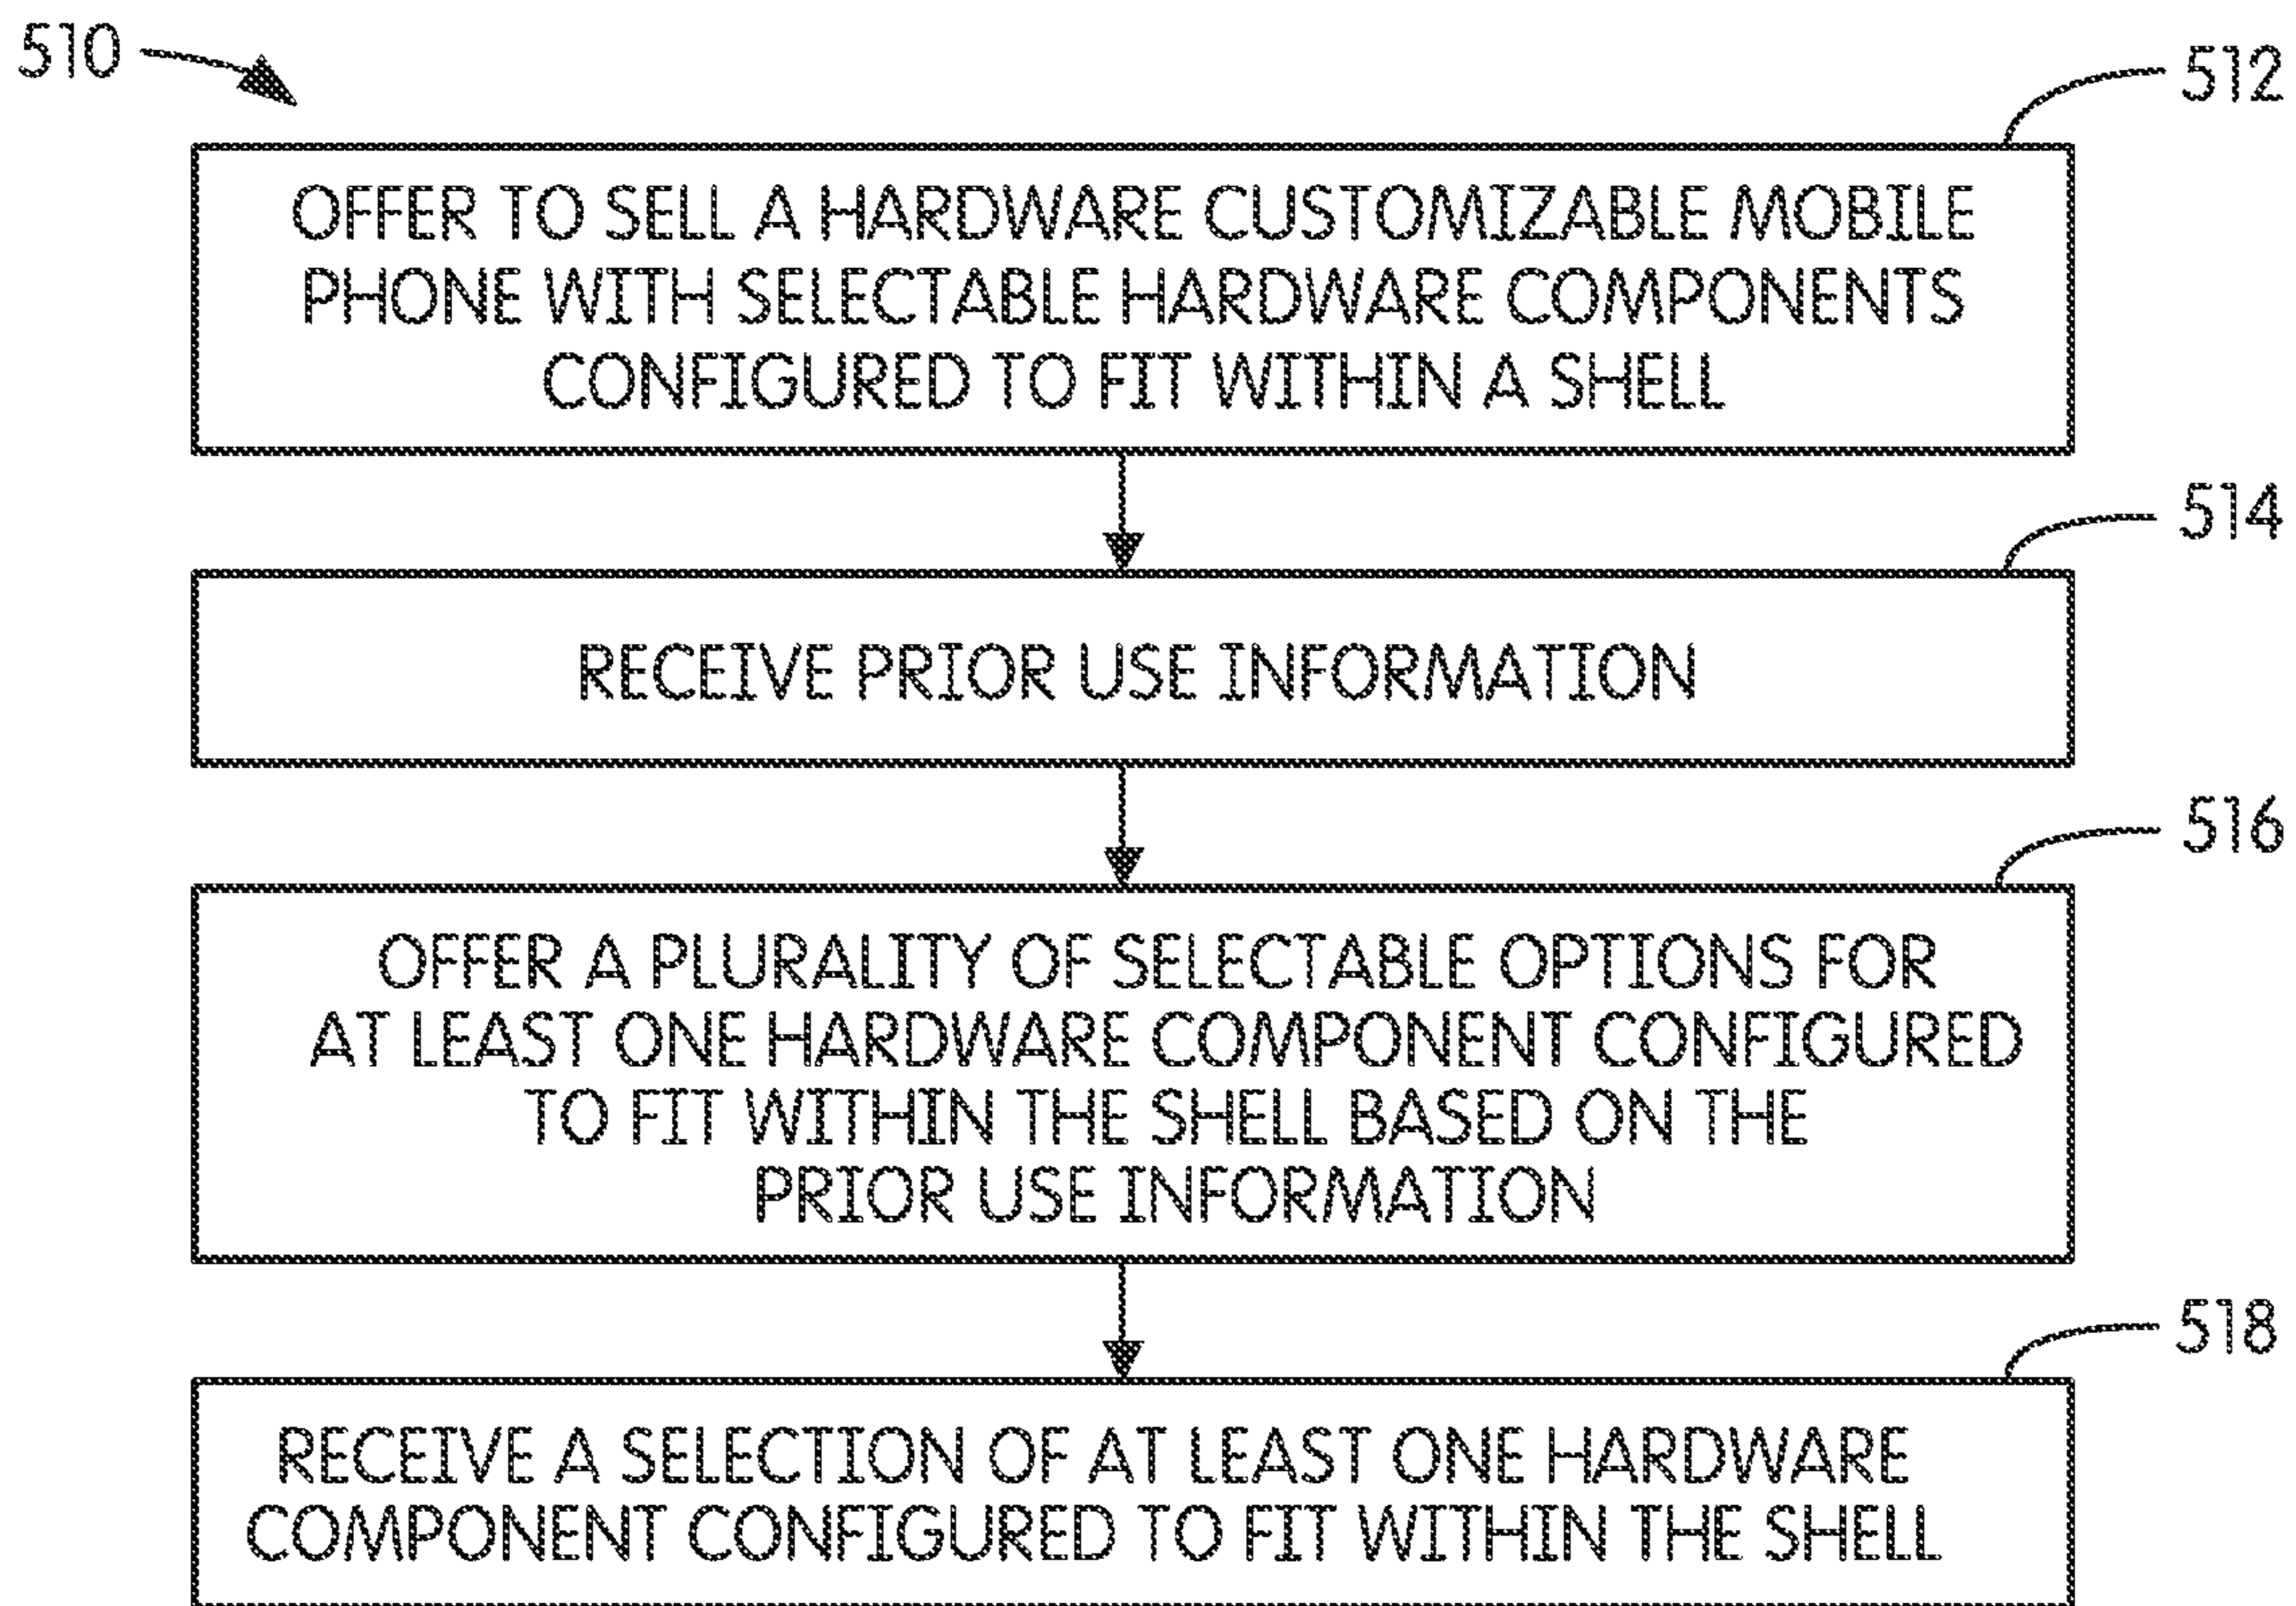 510
512
OFFER TO SELL A HARDWARE CUSTOMIZABLE MOBILE
PHONE WITH SELECTABLE HARDWARE COMPONENTS
CONFIGURED TO FIT WITHIN A SHELL
514
RECEIVE PRIOR USE INFORMATION
516
OFFER A PLURALITY OF SELECTABLE OPTIONS FOR
AT LEAST ONE HARDWARE COMPONENT CONFIGURED
TO FIT WITHIN THE SHELL BASED ON THE
PRIOR USE INFORMATION
518
RECEIVE A SELECTION OF AT LEAST ONE HARDWARE
COMPONENT CONFIGURED TO FIT WITHIN THE SHELL